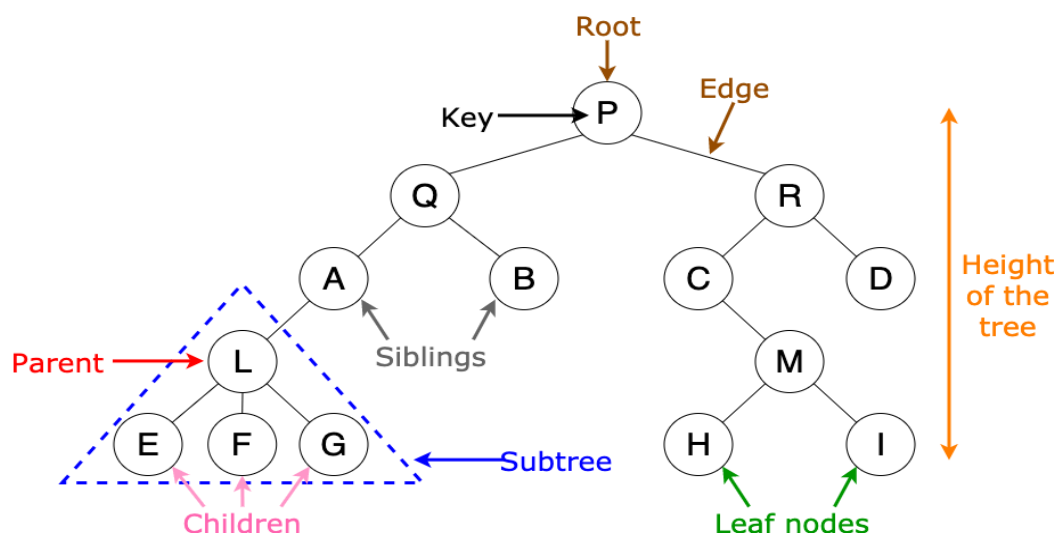 Root
Edge
Key
P
Q
R
A
B
C
D
Height
of the
tree
Siblings
Parent
L
M
E
F
G
H
I
Subtree
Children
Leaf nodes